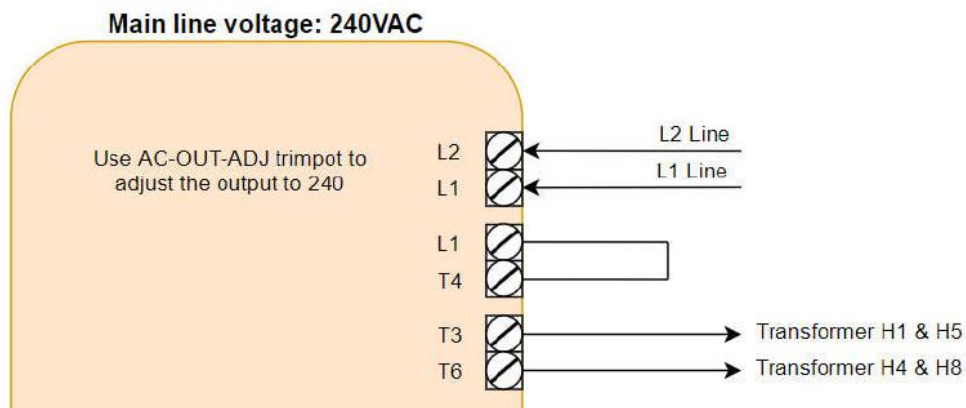 Main line voltage: 240VAC
Use AC-OUT-ADJ trimpot to
adjust the output to 240
L2
L2 Line
L1
L1 Line
L1
T4
T3
Transformer H1 & H5
T6
Transformer H4 & H8